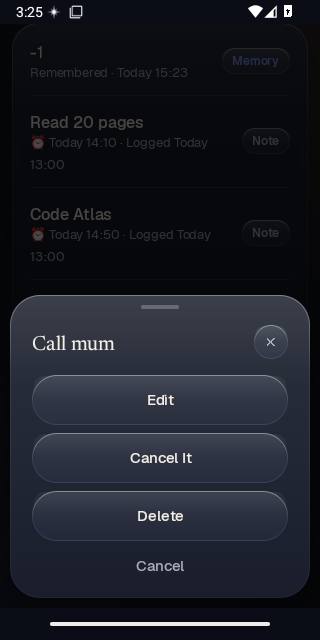 3:25
-1
Remembered · Today 15:23
Memory
Read 20 pages
⏰ Today 14:10 · Logged Today
13:00
Note
Code Atlas
⏰ Today 14:50 · Logged Today
13:00
Note
Call mum
Edit
Cancel It
Delete
Cancel